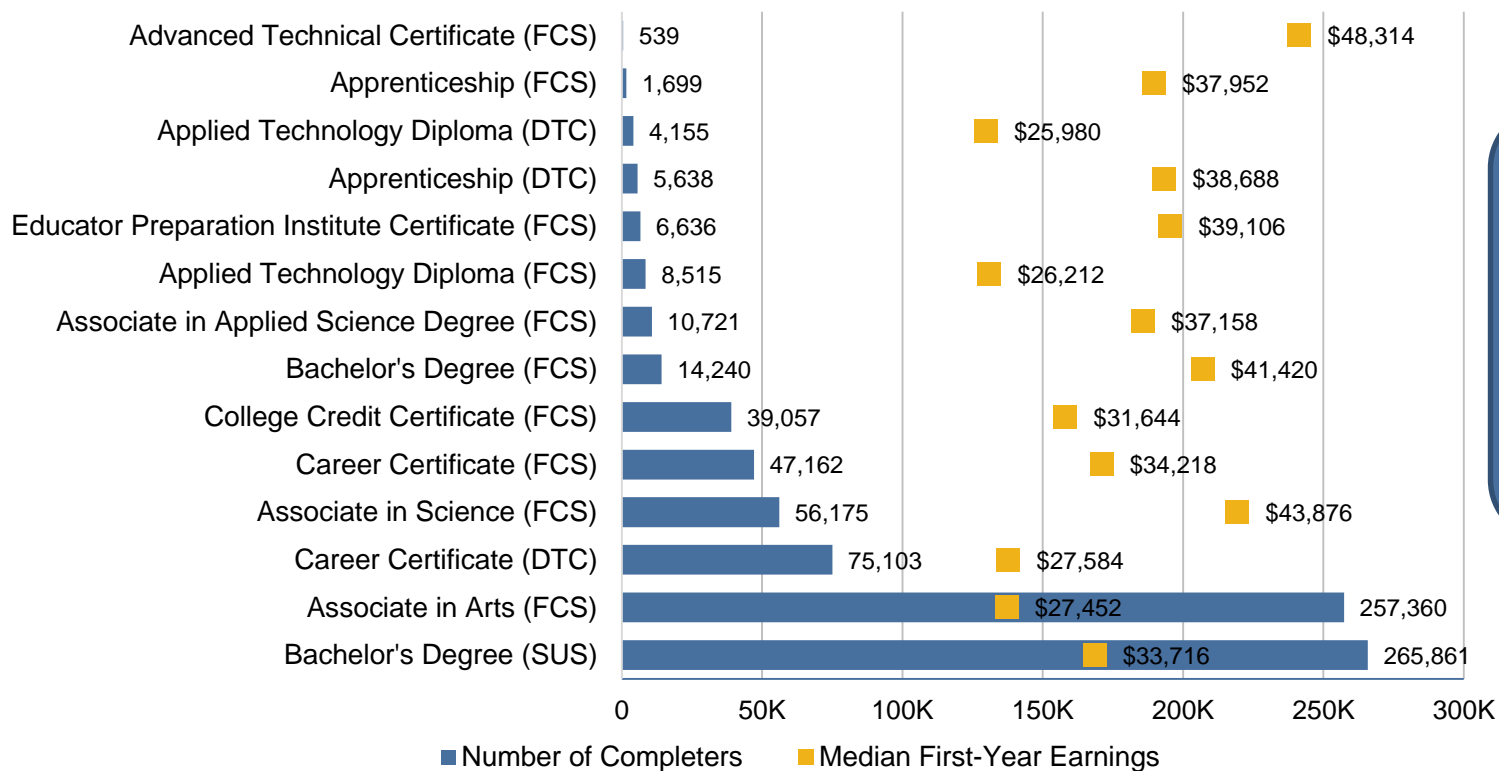 Advanced Technical Certificate (FCS) 539 $48,314
Apprenticeship (FCS) 1,699 $37,952
Applied Technology Diploma (DTC) 4,155 $25,980
Apprenticeship (DTC) 5,638 $38,688
Educator Preparation Institute Certificate (FCS) 6,636 $39,106
Applied Technology Diploma (FCS) 8,515 $26,212
Associate in Applied Science Degree (FCS) 10,721 $37,158
Bachelor's Degree (FCS) 14,240 $41,420
College Credit Certificate (FCS) 39,057 $31,644
Career Certificate (FCS) 47,162 $34,218
Associate in Science (FCS) 56,175 $43,876
Career Certificate (DTC) 75,103 $27,584
Associate in Arts (FCS) $27,452 257,360
Bachelor's Degree (SUS) $33,716 265,861
0 50K 100K 150K 200K 250K 300K
Number of Completers Median First-Year Earnings